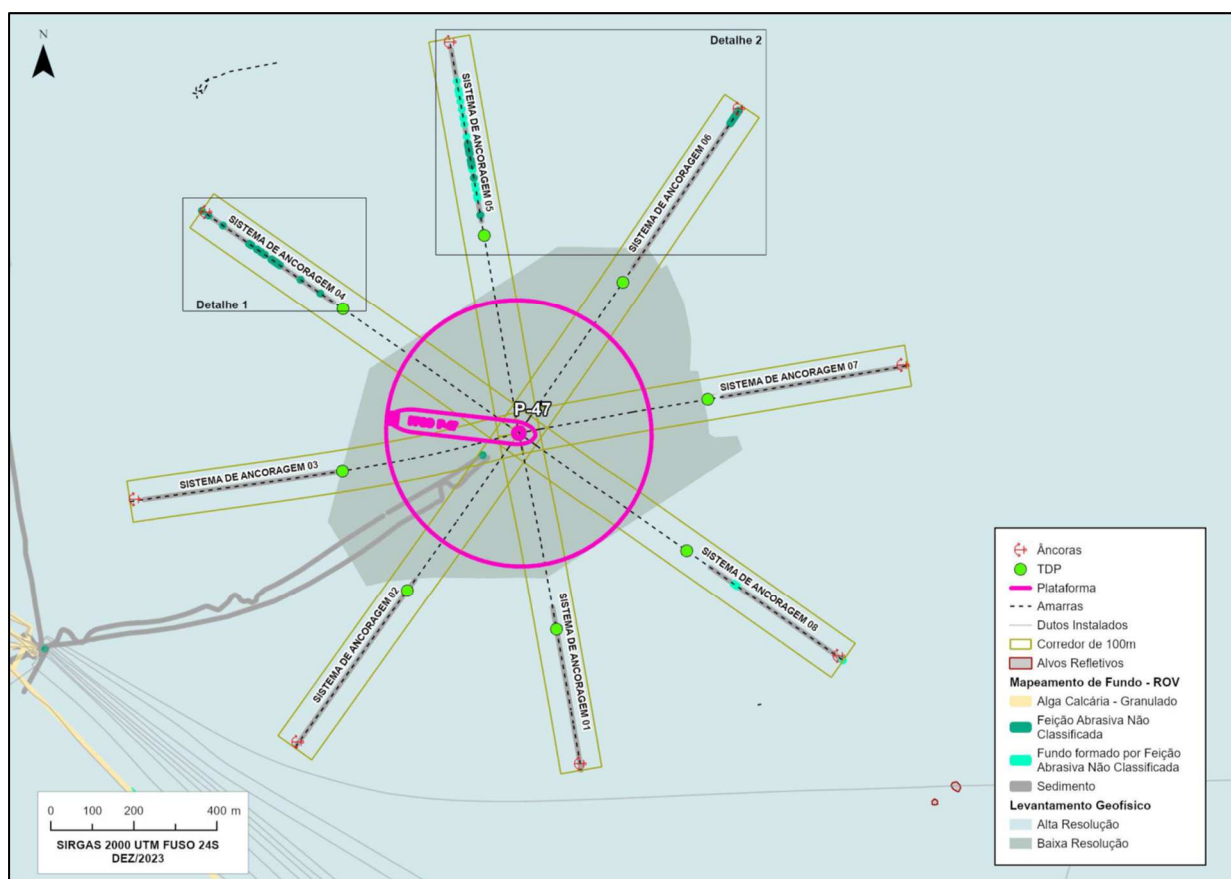 N
Detalhe 2
SISTEMA DE ANCORAGEM 05
SISTEMA DE ANCORAGEM 06
SISTEMA DE ANCORAGEM 04
Detalhe 1
SISTEMA DE ANCORAGEM 07
P-47
FPSO P-47
SISTEMA DE ANCORAGEM 03
SISTEMA DE ANCORAGEM 02
SISTEMA DE ANCORAGEM 01
SISTEMA DE ANCORAGEM 08
Âncoras
TDP
Plataforma
Amarras
Dutos Instalados
Corredor de 100m
Alvos Refletivos
Mapeamento de Fundo - ROV
Alga Calcária - Granulado
Feição Abrasiva Não
Classificada
Fundo formado por Feição
Abrasiva Não Classificada
Sedimento
Levantamento Geofísico
Alta Resolução
Baixa Resolução
0 100 200 400 m
SIRGAS 2000 UTM FUSO 24S
DEZ/2023